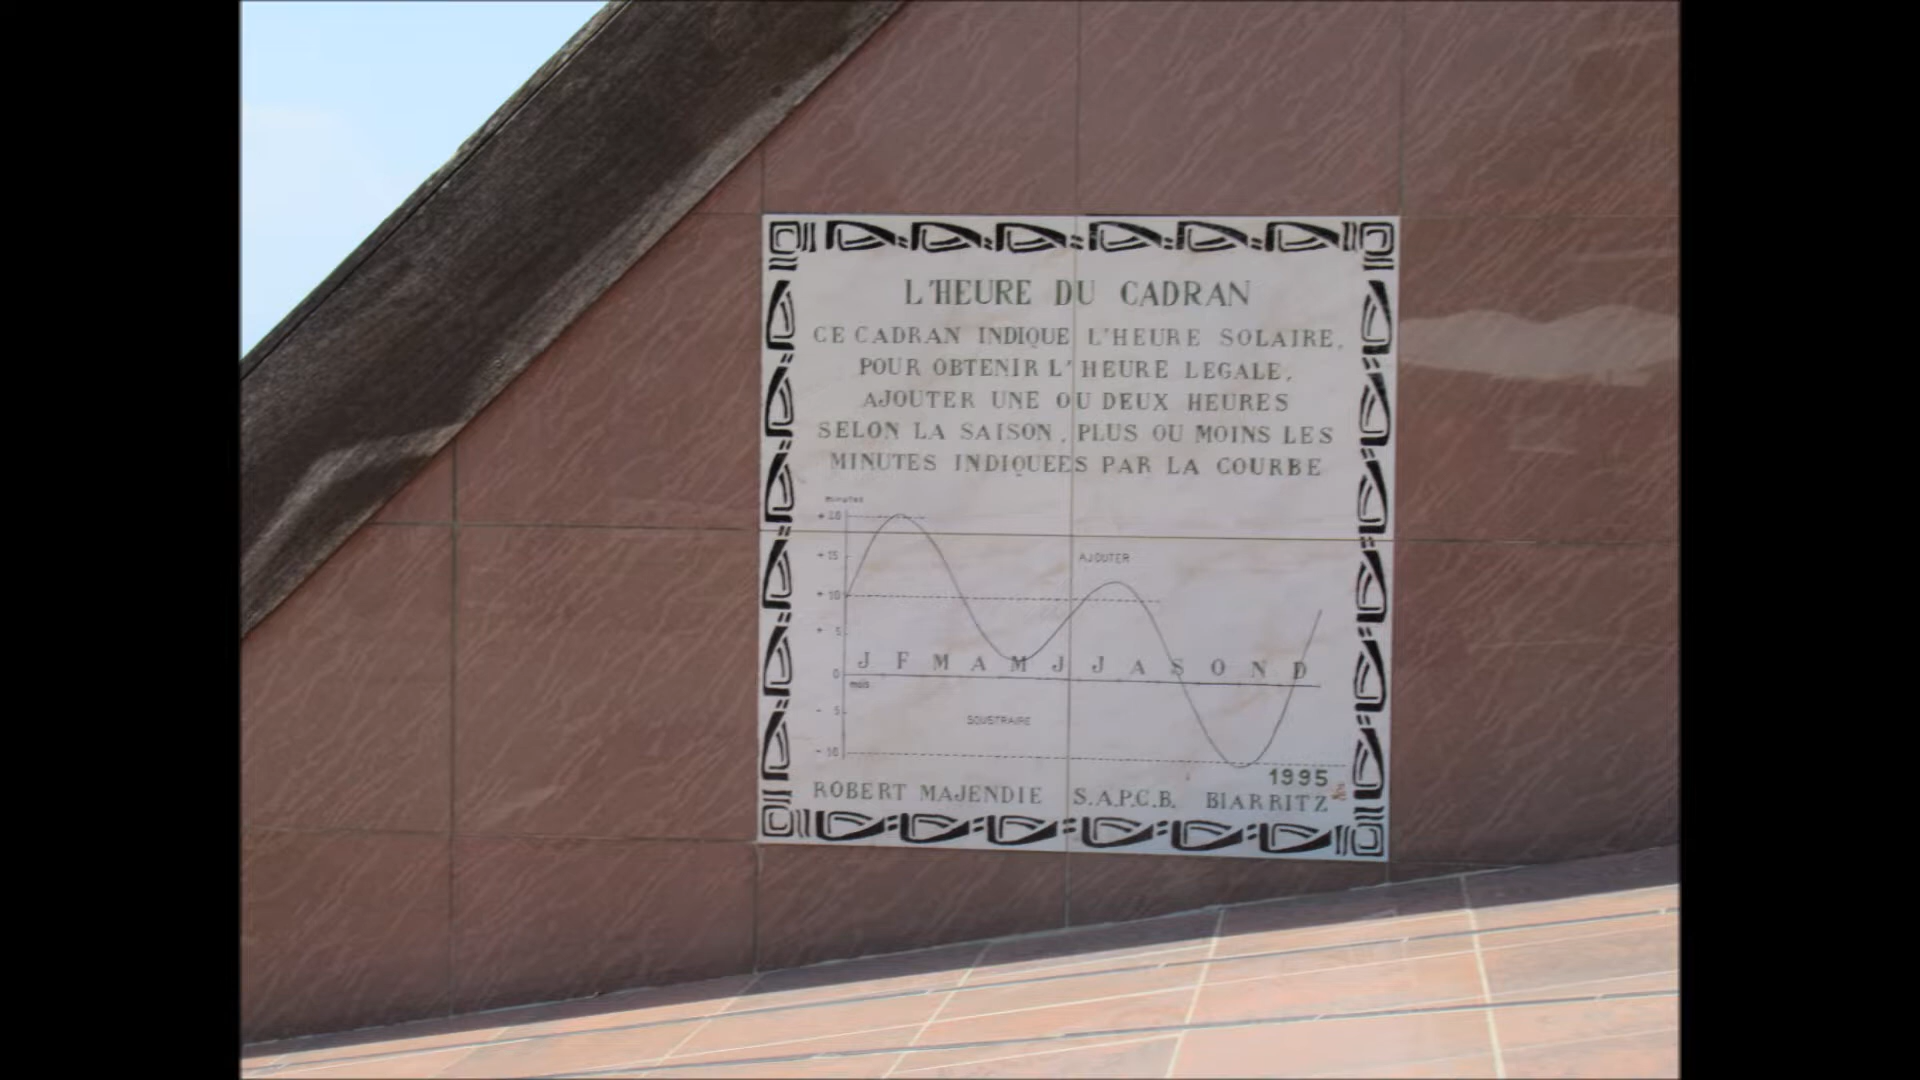 L'HEURE DU CADRAN
CE CADRAN INDIQUE L'HEURE SOLAIRE,
POUR OBTENIR L'HEURE LEGALE,
AJOUTER UNE OU DEUX HEURES
SELON LA SAISON, PLUS OU MOINS LES
MINUTES INDIQUEES PAR LA COURBE
minutes
+ 20
+ 15
AJOUTER
+ 10
+ 5
J F M A M J J A S O N D
0
mois
- 5
SOUSTRAIRE
- 10
1995
ROBERT MAJENDIE S.A.P.C.B. BIARRITZ